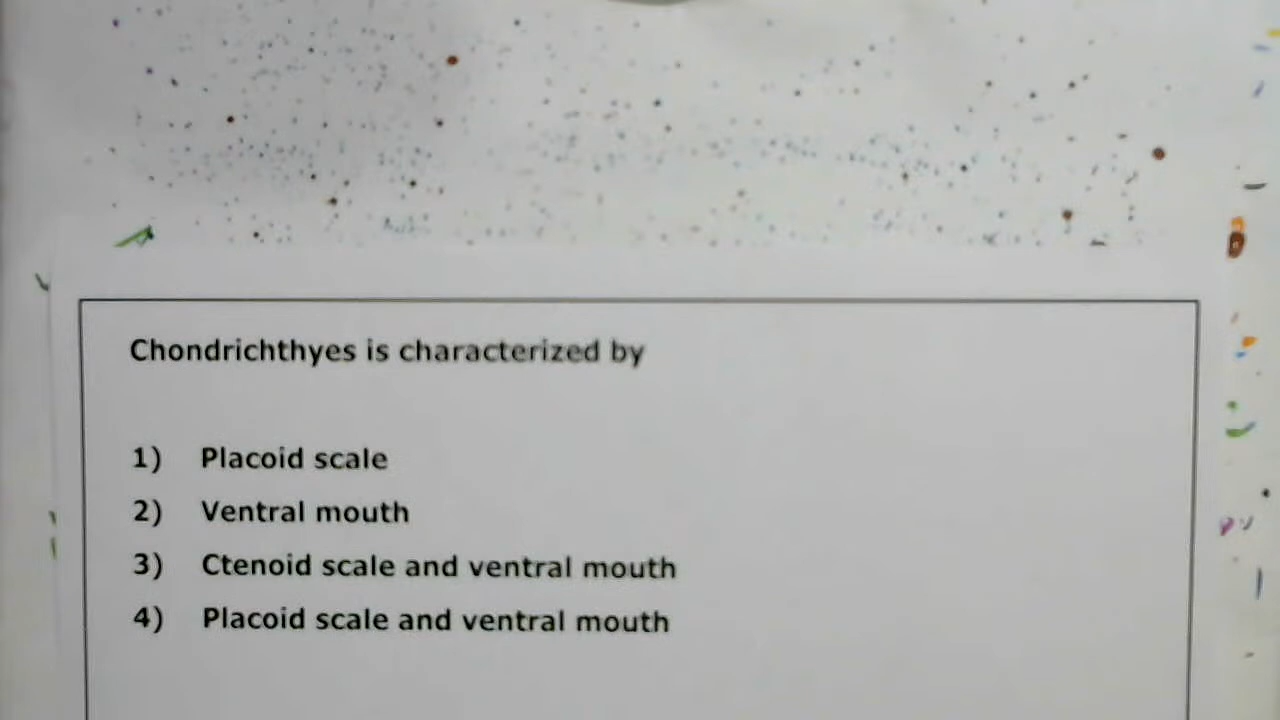 Chondrichthyes is characterized by
1) Placoid scale
2) Ventral mouth
3) Ctenoid scale and ventral mouth
4) Placoid scale and ventral mouth